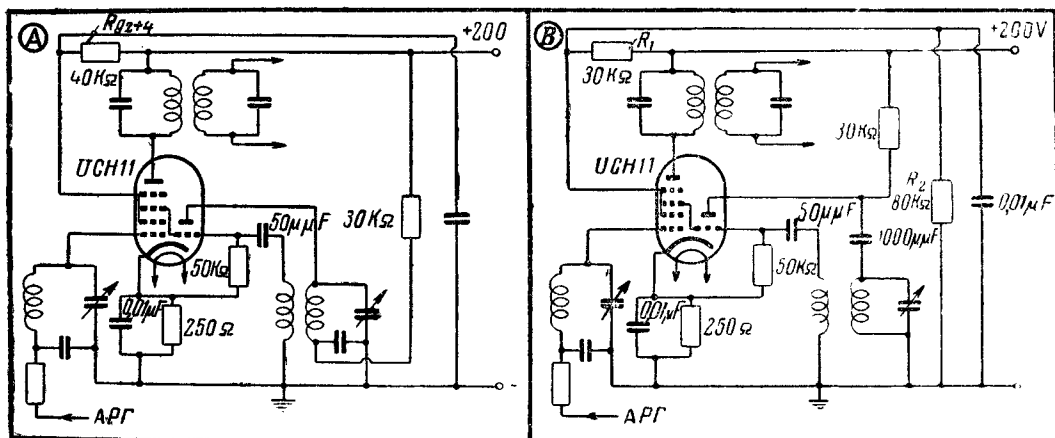 A
Rg2+4
+200
40KΩ
UCH11
50μμF
30KΩ
50KΩ
0,01μF
250Ω
АРГ
B
R1
+200V
30KΩ
30KΩ
UCH11
R2
80KΩ
0,01μF
50μμF
1000μμF
50KΩ
0,01μF
250Ω
АРГ